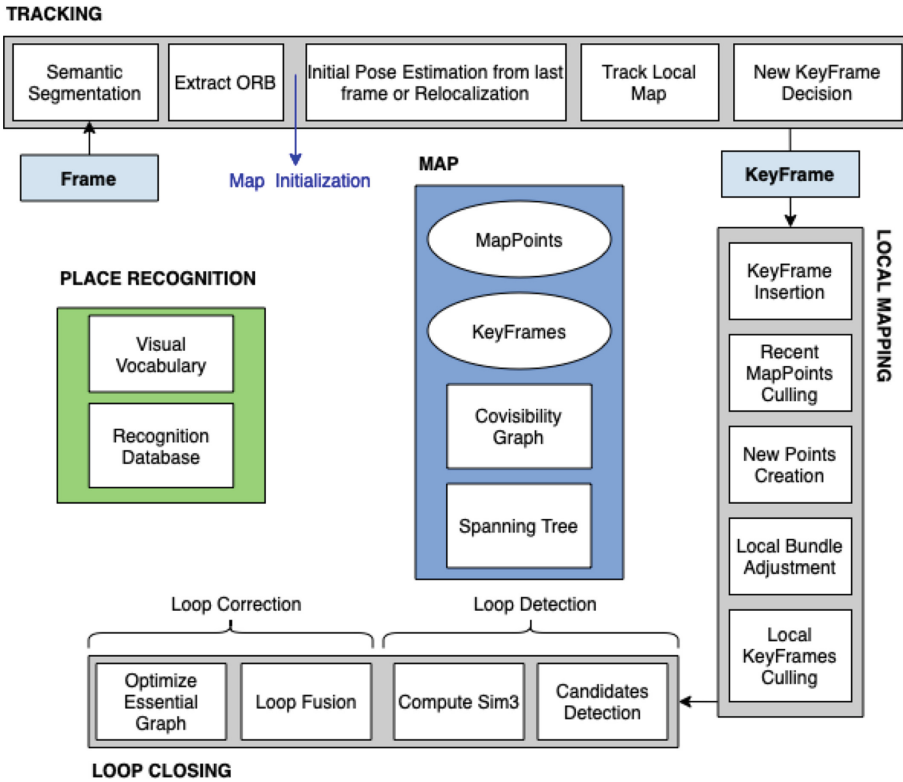 TRACKING
Semantic
Segmentation
Extract ORB
Initial Pose Estimation from last
frame or Relocalization
Track Local
Map
New KeyFrame
Decision
Frame
Map Initialization
KeyFrame
MAP
MapPoints
KeyFrames
Covisibility
Graph
Spanning Tree
PLACE RECOGNITION
Visual
Vocabulary
Recognition
Database
LOCAL MAPPING
KeyFrame
Insertion
Recent
MapPoints
Culling
New Points
Creation
Local Bundle
Adjustment
Local
KeyFrames
Culling
Loop Correction
Loop Detection
Optimize
Essential
Graph
Loop Fusion
Compute Sim3
Candidates
Detection
LOOP CLOSING